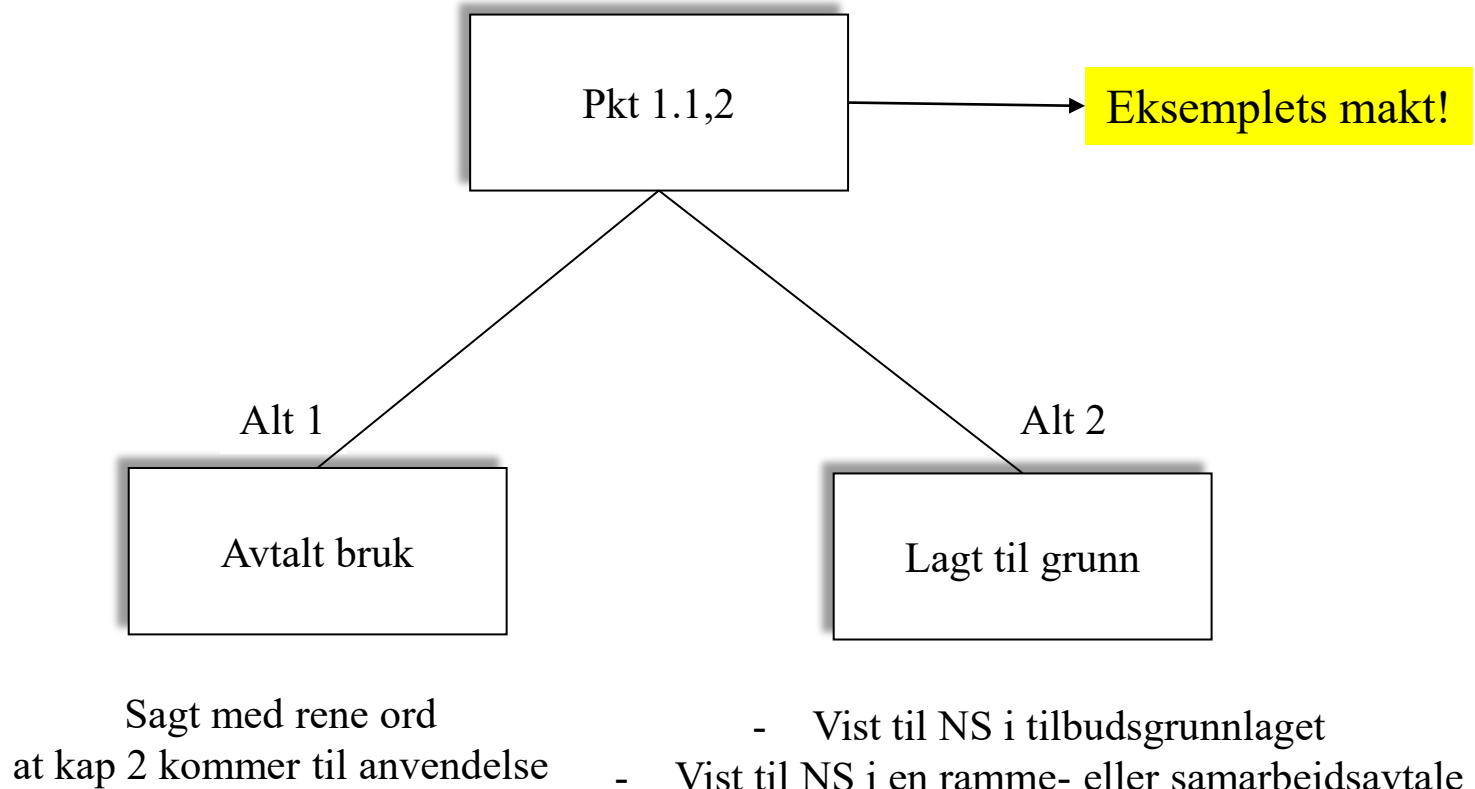 Pkt 1.1,2
Eksemplets makt!
Alt 1
Alt 2
Avtalt bruk
Lagt til grunn
Sagt med rene ord
at kap 2 kommer til anvendelse
- Vist til NS i tilbudsgrunnlaget
- Vist til NS i en ramme- eller samarbeidsavtale